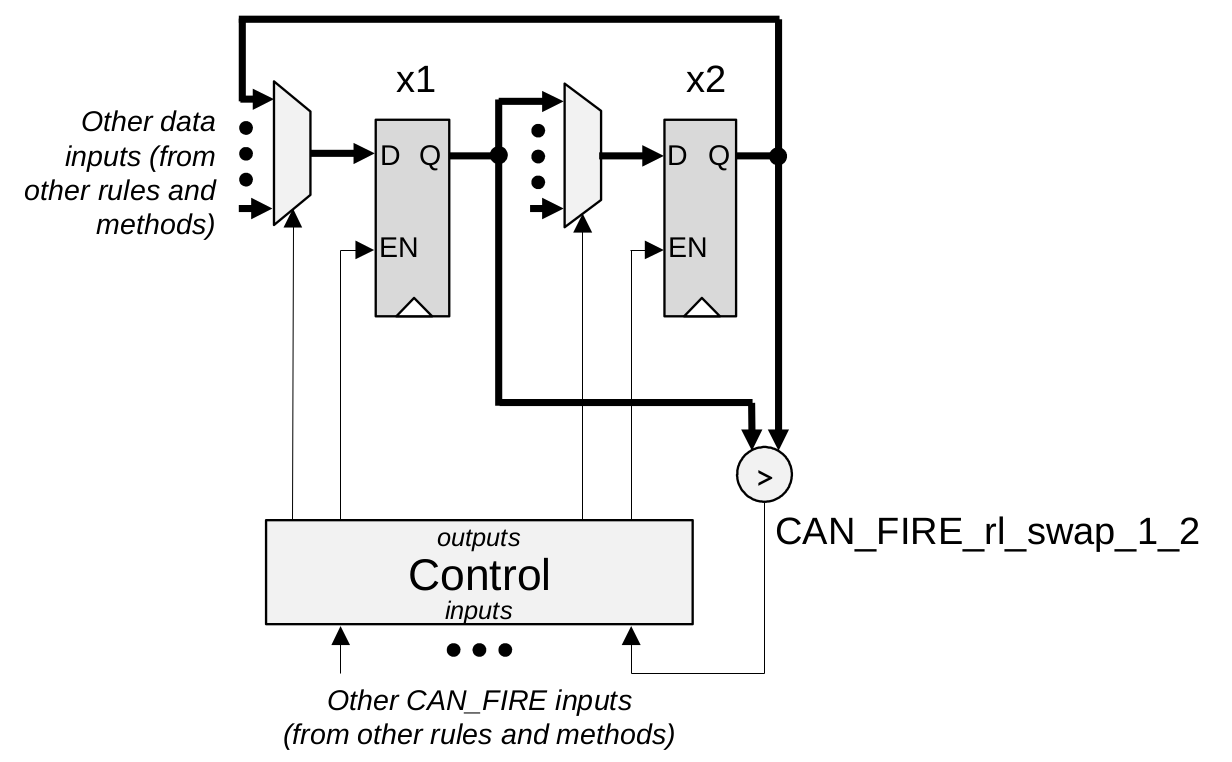 x1
x2
Other data
inputs (from
other rules and
methods)
D Q
EN
D Q
EN
>
CAN_FIRE_rl_swap_1_2
outputs
Control
inputs
Other CAN_FIRE inputs
(from other rules and methods)